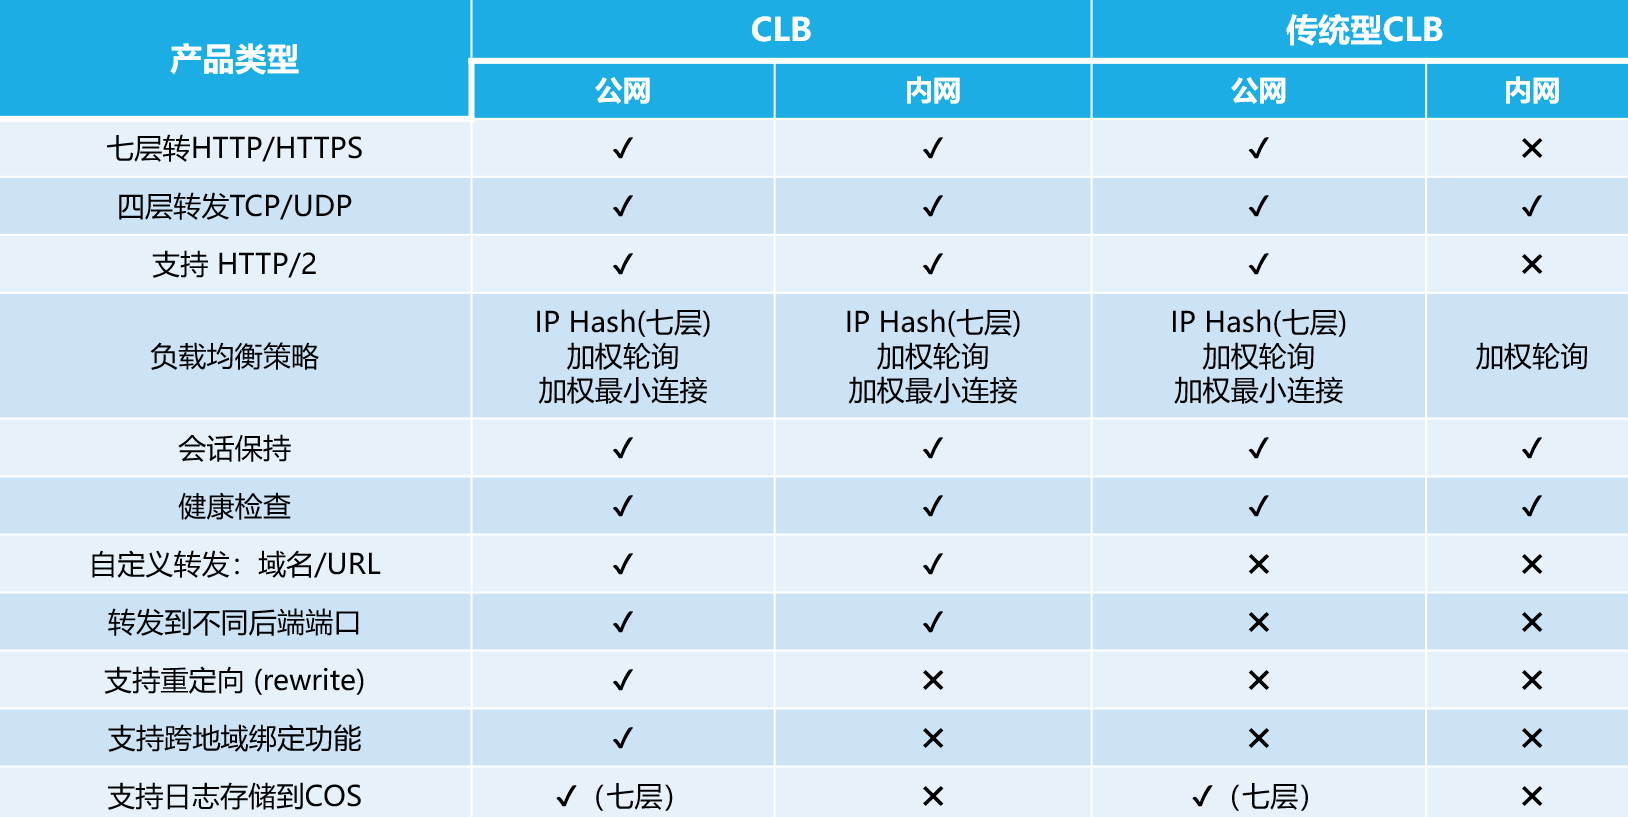 产品类型 CLB 传统型CLB
公网 内网 公网 内网
七层转HTTP/HTTPS ✓ ✓ ✓ ✕
四层转发TCP/UDP ✓ ✓ ✓ ✓
支持 HTTP/2 ✓ ✓ ✓ ✕
负载均衡策略
IP Hash(七层)
加权轮询
加权最小连接
IP Hash(七层)
加权轮询
加权最小连接
IP Hash(七层)
加权轮询
加权最小连接
加权轮询
会话保持 ✓ ✓ ✓ ✓
健康检查 ✓ ✓ ✓ ✓
自定义转发：域名/URL ✓ ✓ ✕ ✕
转发到不同后端端口 ✓ ✓ ✕ ✕
支持重定向 (rewrite) ✓ ✕ ✕ ✕
支持跨地域绑定功能 ✓ ✕ ✕ ✕
支持日志存储到COS ✓（七层） ✕ ✓（七层） ✕